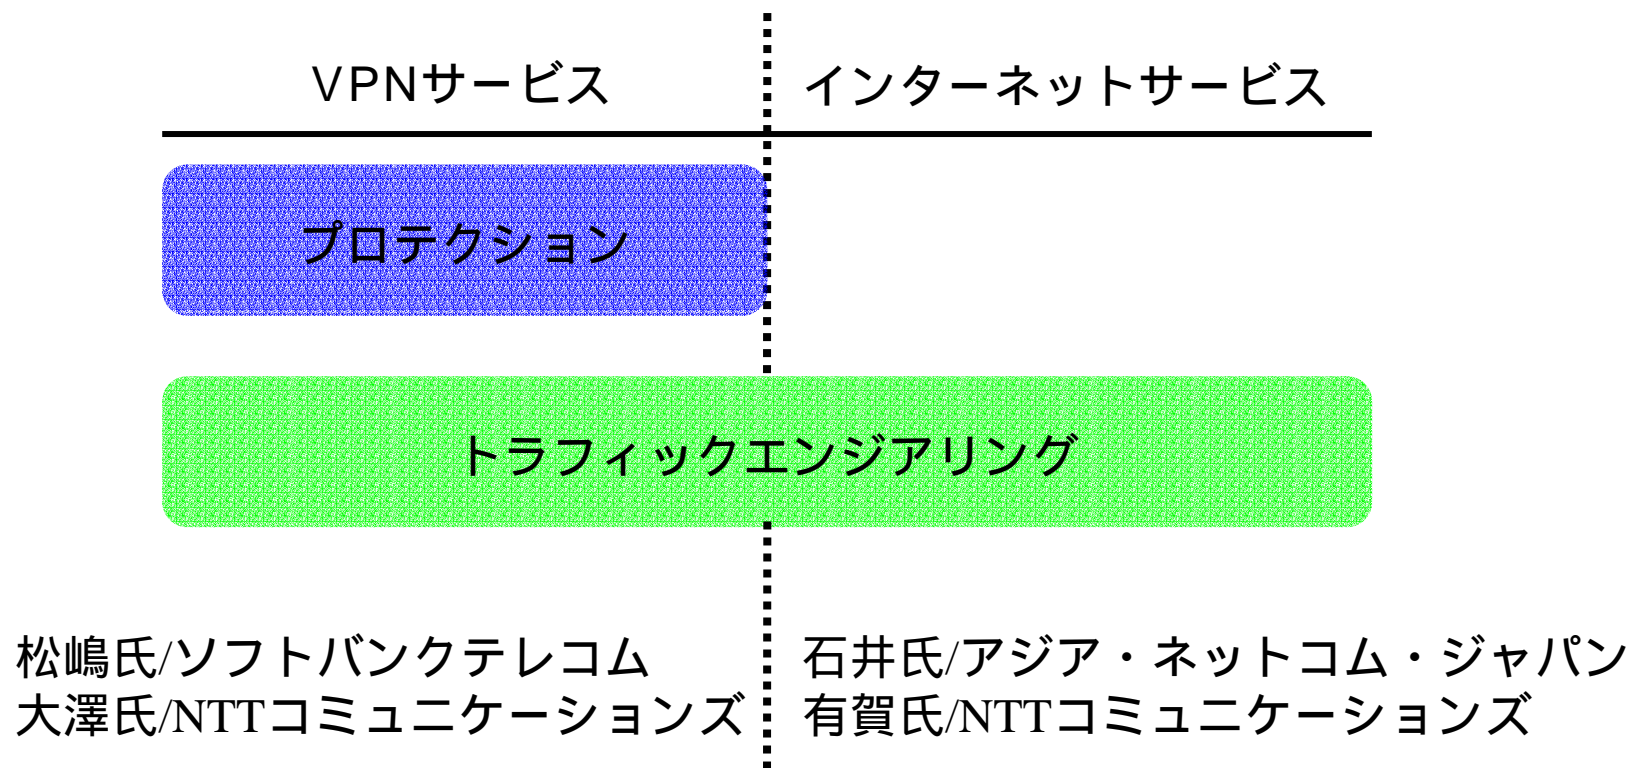 VPNサービス
インターネットサービス
プロテクション
トラフィックエンジアリング
松嶋氏/ソフトバンクテレコム
大澤氏/NTTコミュニケーションズ
石井氏/アジア・ネットコム・ジャパン
有賀氏/NTTコミュニケーションズ